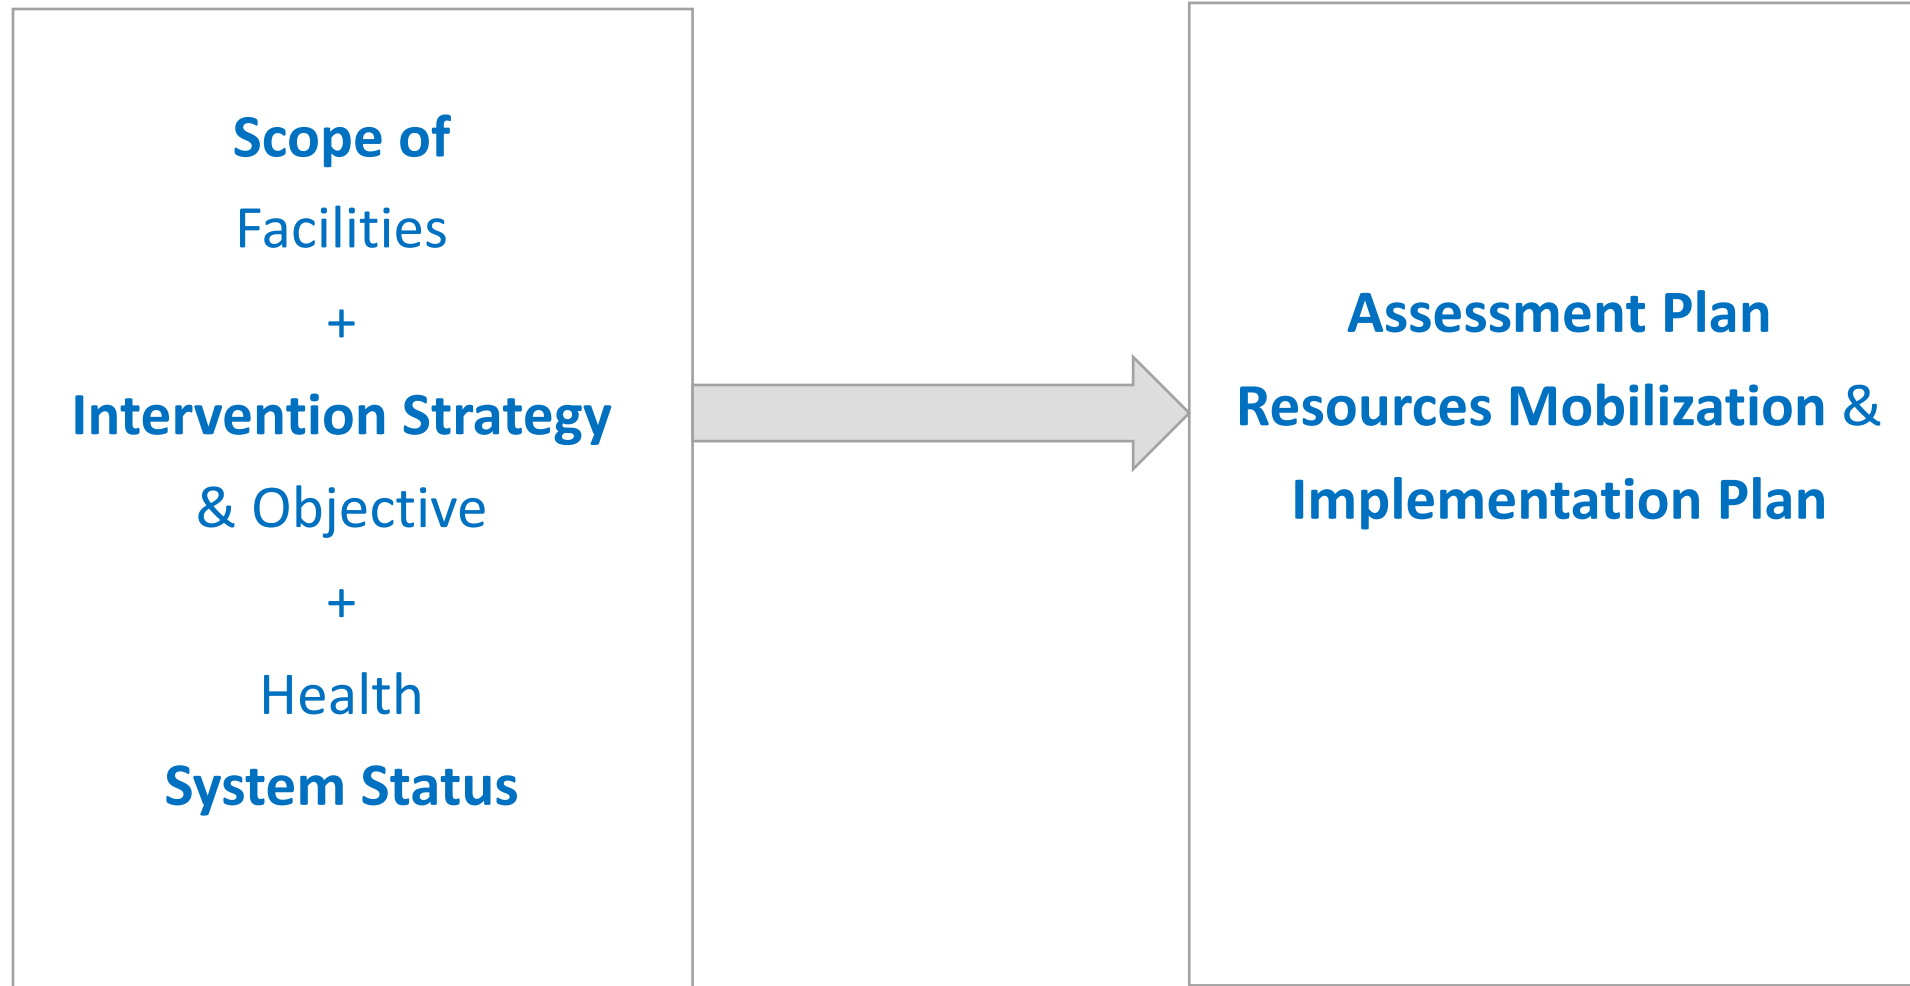 Scope of
Facilities
+
Intervention Strategy
& Objective
+
Health
System Status
Assessment Plan
Resources Mobilization &
Implementation Plan